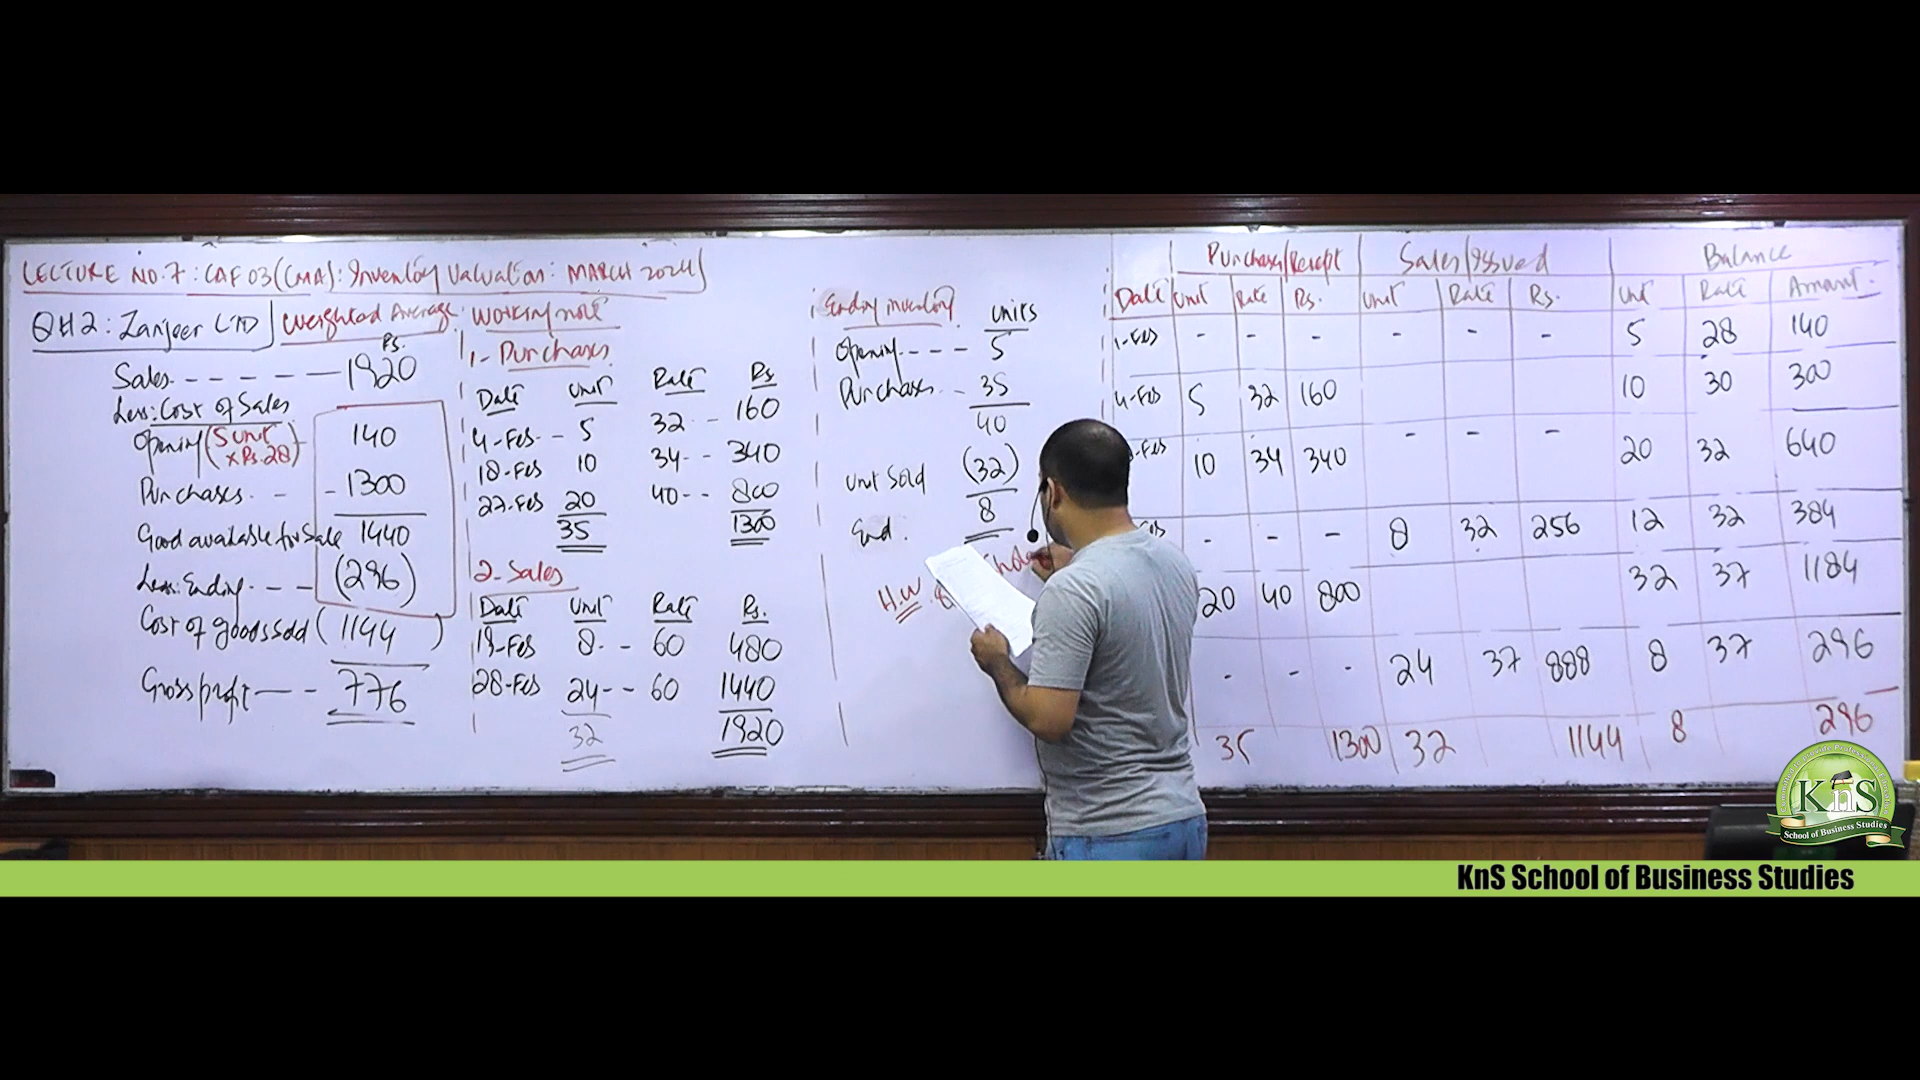 LECTURE NO.7: CAF 03 (CMA): Inventory Valuation: MARCH 2024
Q#2: Zanjeer LTD Weighted Average
Rs.
Sales - - - - - 1920
Less: Cost of Sales
Opening (5 unit x Rs. 28) 140
Purchases - - 1300
Good available for Sale 1440
Less: Ending - - (296)
Cost of goods sold (1144)
Gross profit - - 776
Working note
1- Purchases
Date Unit Rate Rs
4-Feb - 5 32 - - 160
18-Feb 10 34 - - 340
27-Feb 20 40 - - 800
35 1300
2- Sales
Date Unit Rate Rs.
19-Feb 8 - - 60 480
28-Feb 24 - - 60 1440
32 1920
Ending inventory units
Opening - - - 5
Purchases - 35
40
Unit Sold (32)
End. 8
H.W
Purchases/Receipt Sales/Issued Balance
Date Unit Rate Rs. Unit Rate Rs. Unit Rate Amount.
1-Feb - - - - - - 5 28 140
4-Feb 5 32 160 - - - 10 30 300
10 34 340 20 32 640
- - - 8 32 256 12 32 384
20 40 800 32 37 1184
- - - 24 37 888 8 37 296
35 1300 32 1144 8 296
KnS
School of Business Studies
KnS School of Business Studies